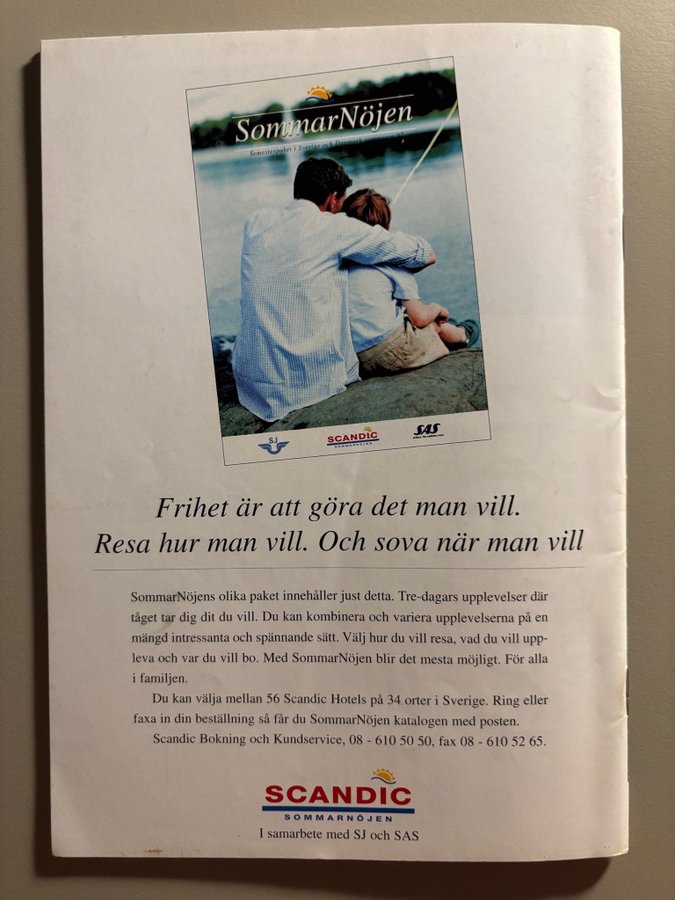 SommarNöjen
Semesterpaket i Sverige och
SJ
SCANDIC
SOMMARNÖJEN
SAS
Frihet är att göra det man vill.
Resa hur man vill. Och sova när man vill
SommarNöjens olika paket innehåller just detta. Tre-dagars upplevelser där
tåget tar dig dit du vill. Du kan kombinera och variera upplevelserna på en
mängd intressanta och spännande sätt. Välj hur du vill resa, vad du vill upp-
leva och var du vill bo. Med SommarNöjen blir det mesta möjligt. För alla
i familjen.
Du kan välja mellan 56 Scandic Hotels på 34 orter i Sverige. Ring eller
faxa in din beställning så får du SommarNöjen katalogen med posten.
Scandic Bokning och Kundservice, 08 - 610 50 50, fax 08 - 610 52 65.
SCANDIC
SOMMARNÖJEN
I samarbete med SJ och SAS